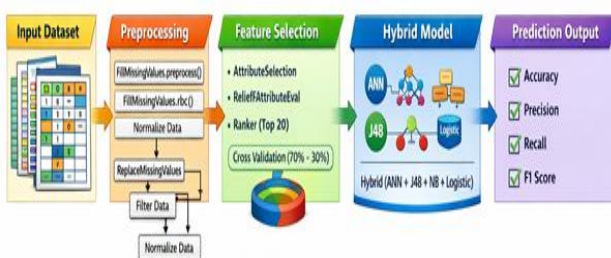 Input Dataset
Preprocessing
FillMissingValues.preprocess()
FillMissingValues.rbc()
Normalize Data
ReplaceMissingValues
Filter Data
Normalize Data
Feature Selection
• AttributeSelection
• ReliefFAttributeEval
• Ranker (Top 20)
Cross Validation (70% - 30%)
Hybrid Model
ANN
J48
Logistic
Hybrid (ANN + J48 + NB + Logistic)
Prediction Output
Accuracy
Precision
Recall
F1 Score